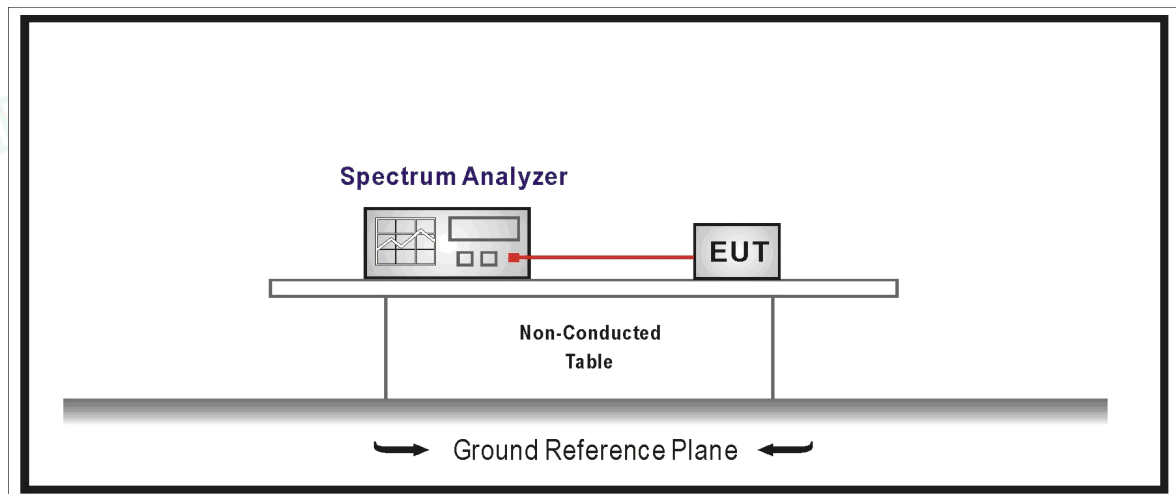 Spectrum Analyzer
EUT
Non-Conducted
Table
Ground Reference Plane